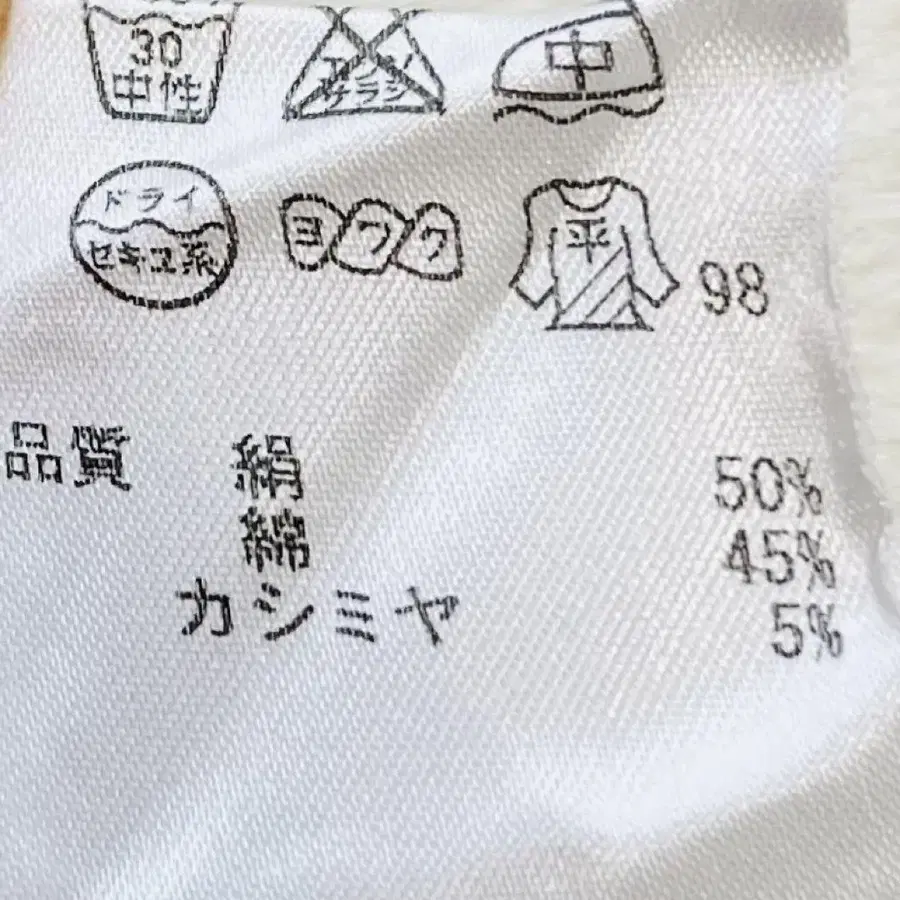 30 中
中性
エンソ
サラシ
ドライ
セキユ系
ヨワク
平
98
品質 絹 50%
綿 45%
カシミヤ 5%